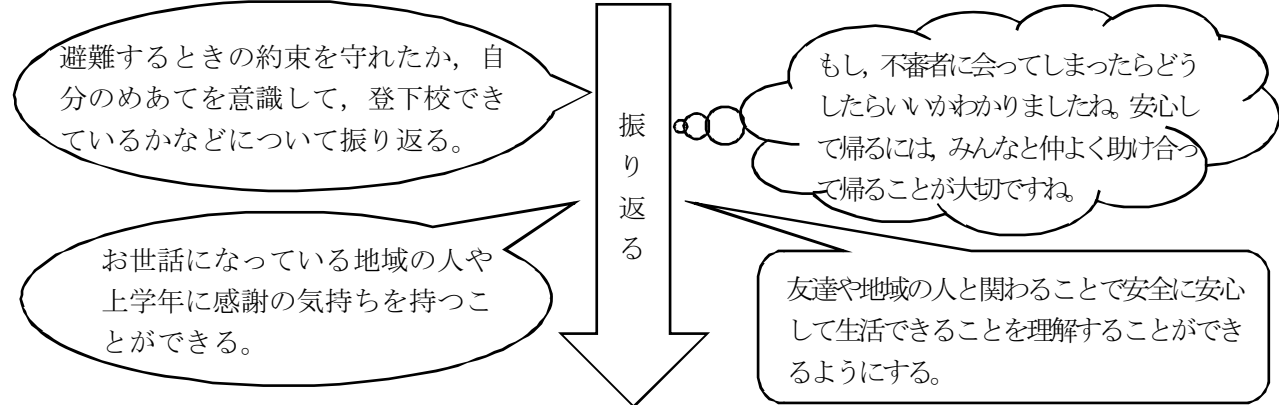 避難するときの約束を守れたか，自
分のめあてを意識して，登下校でき
ているかなどについて振り返る。
振り返る
もし，不審者に会ってしまったらどう
したらいいかわかりましたね。安心し
て帰るには，みんなと仲よく助け合っ
て帰ることが大切ですね。
お世話になっている地域の人や
上学年に感謝の気持ちを持つこ
とができる。
友達や地域の人と関わることで安全に安心
して生活できることを理解することができ
るようにする。